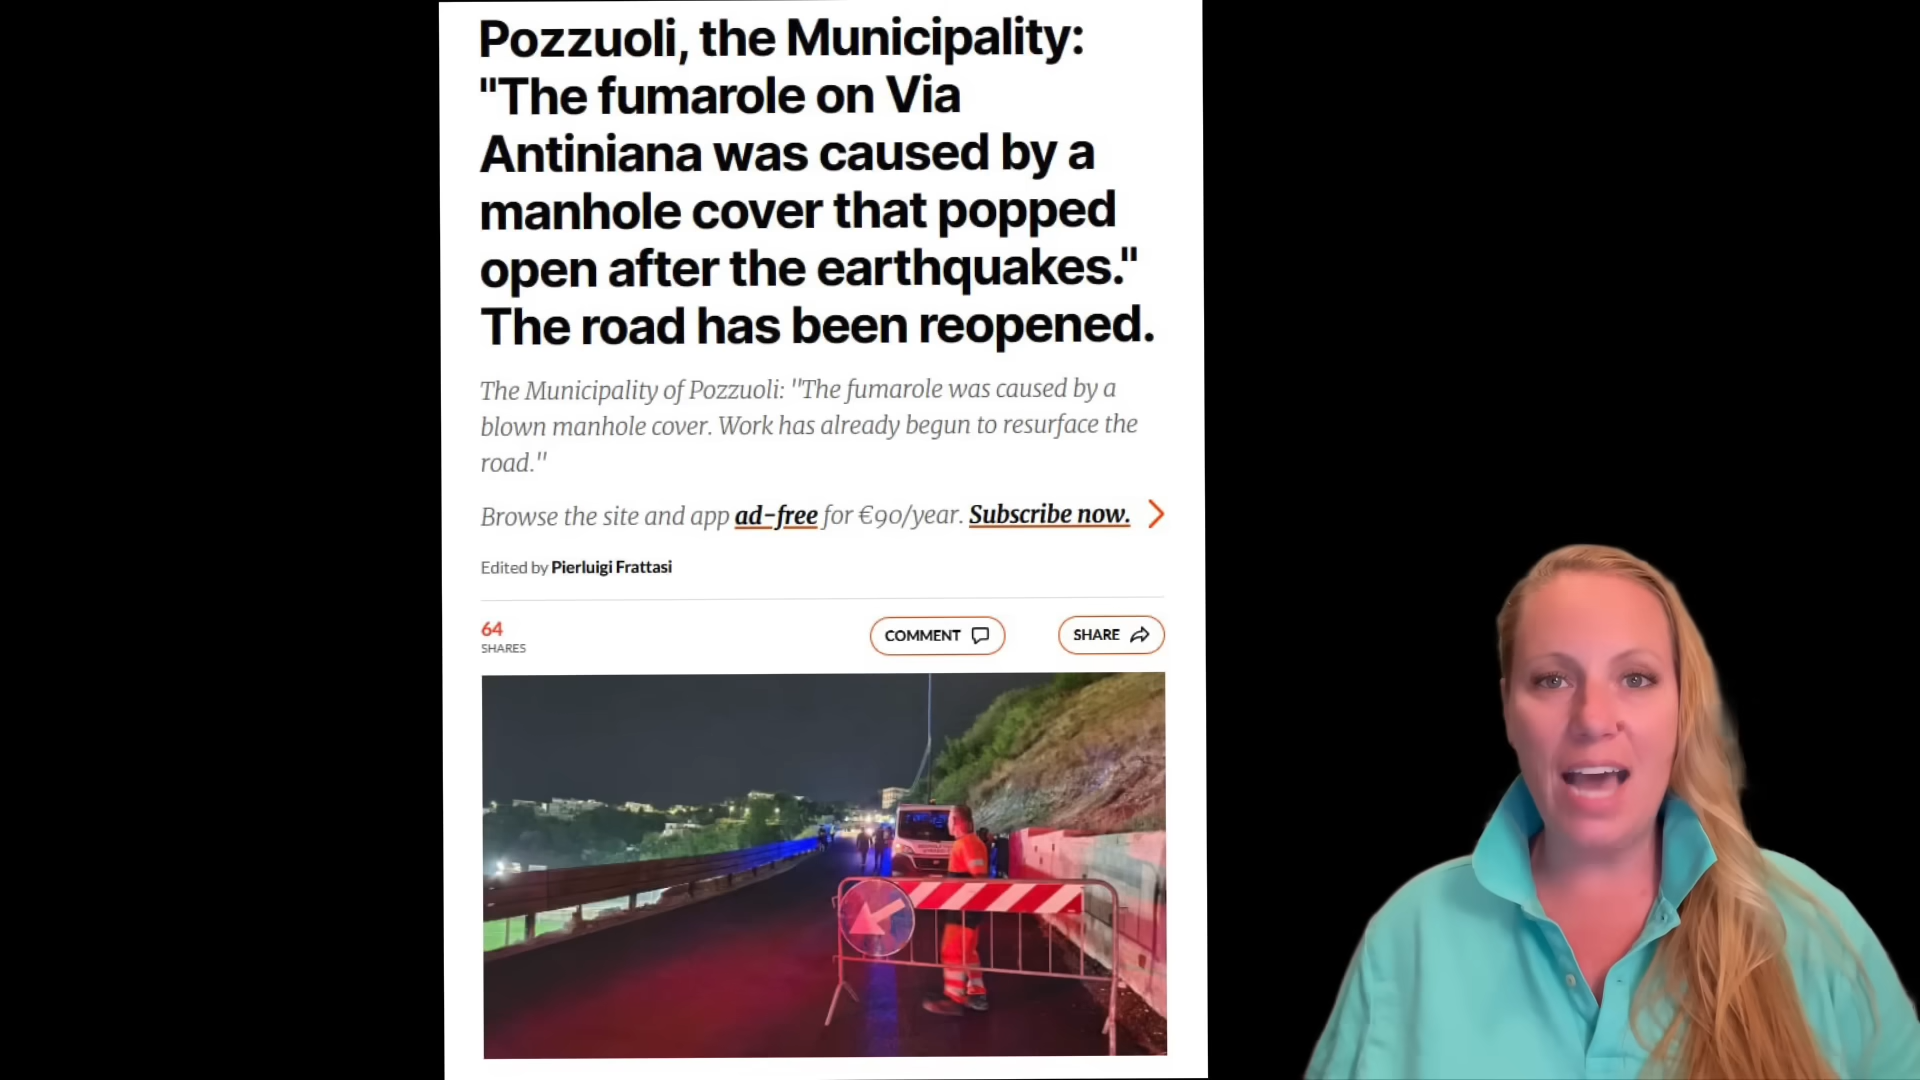 Pozzuoli, the Municipality:
"The fumarole on Via
Antiniana was caused by a
manhole cover that popped
open after the earthquakes."
The road has been reopened.
The Municipality of Pozzuoli: "The fumarole was caused by a
blown manhole cover. Work has already begun to resurface the
road."
Browse the site and app ad-free for €90/year. Subscribe now.
Edited by Pierluigi Frattasi
64
SHARES
COMMENT
SHARE